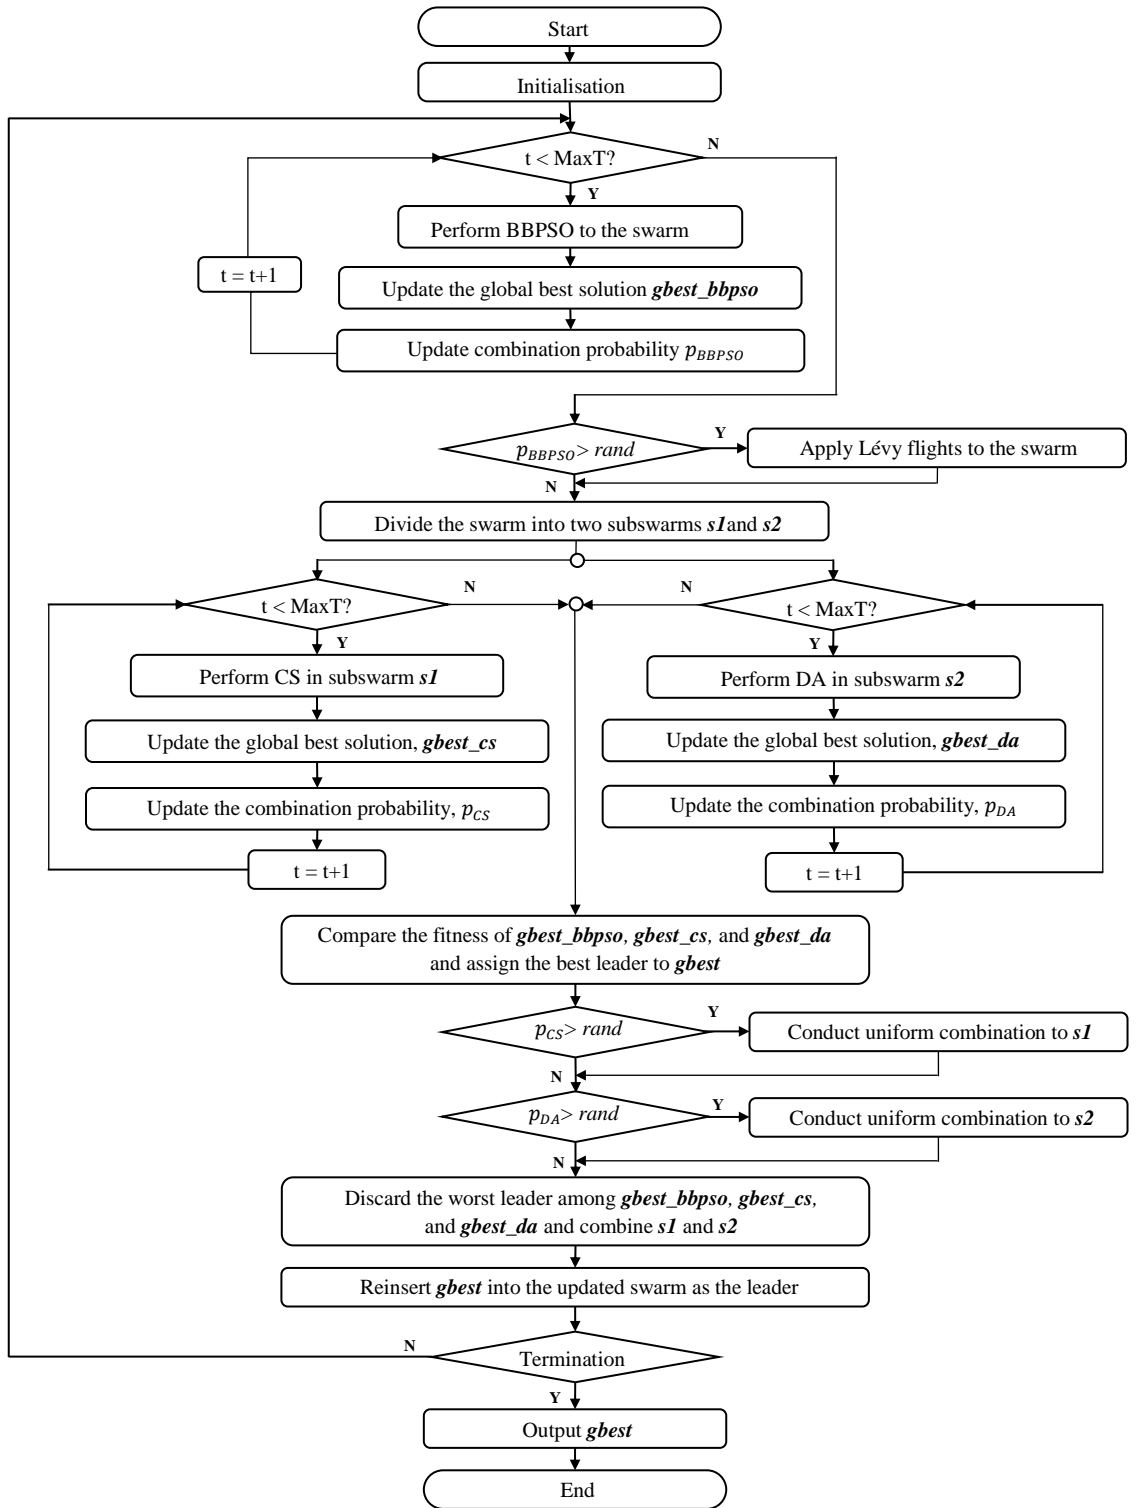 Start
Initialisation
t < MaxT?
N
Y
Perform BBPSO to the swarm
t = t+1
Update the global best solution gbest_bbpso
Update combination probability p_BBPSO
p_BBPSO> rand
Y
Apply Lévy flights to the swarm
N
Divide the swarm into two subswarms s1and s2
t < MaxT?
N
N
t < MaxT?
Y
Y
Perform CS in subswarm s1
Perform DA in subswarm s2
Update the global best solution, gbest_cs
Update the global best solution, gbest_da
Update the combination probability, p_CS
Update the combination probability, p_DA
t = t+1
t = t+1
Compare the fitness of gbest_bbpso, gbest_cs, and gbest_da
and assign the best leader to gbest
p_CS> rand
Y
Conduct uniform combination to s1
N
p_DA> rand
Y
Conduct uniform combination to s2
N
Discard the worst leader among gbest_bbpso, gbest_cs,
and gbest_da and combine s1 and s2
Reinsert gbest into the updated swarm as the leader
N
Termination
Y
Output gbest
End